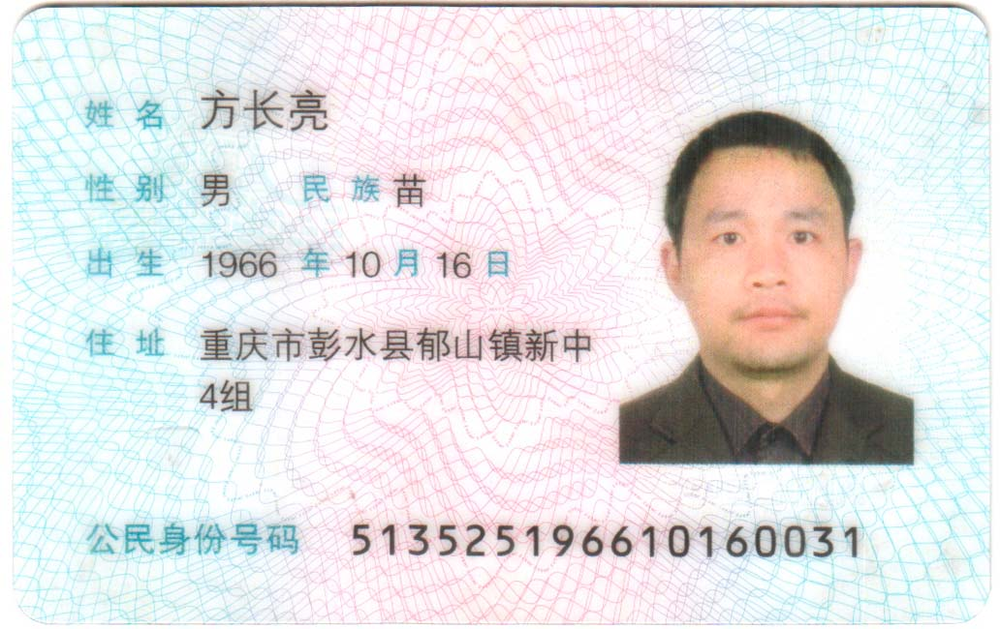 姓名 方长亮
性别 男 民族 苗
出生 1966 年 10 月 16 日
住址 重庆市彭水县郁山镇新中
4组
公民身份号码 513525196610160031